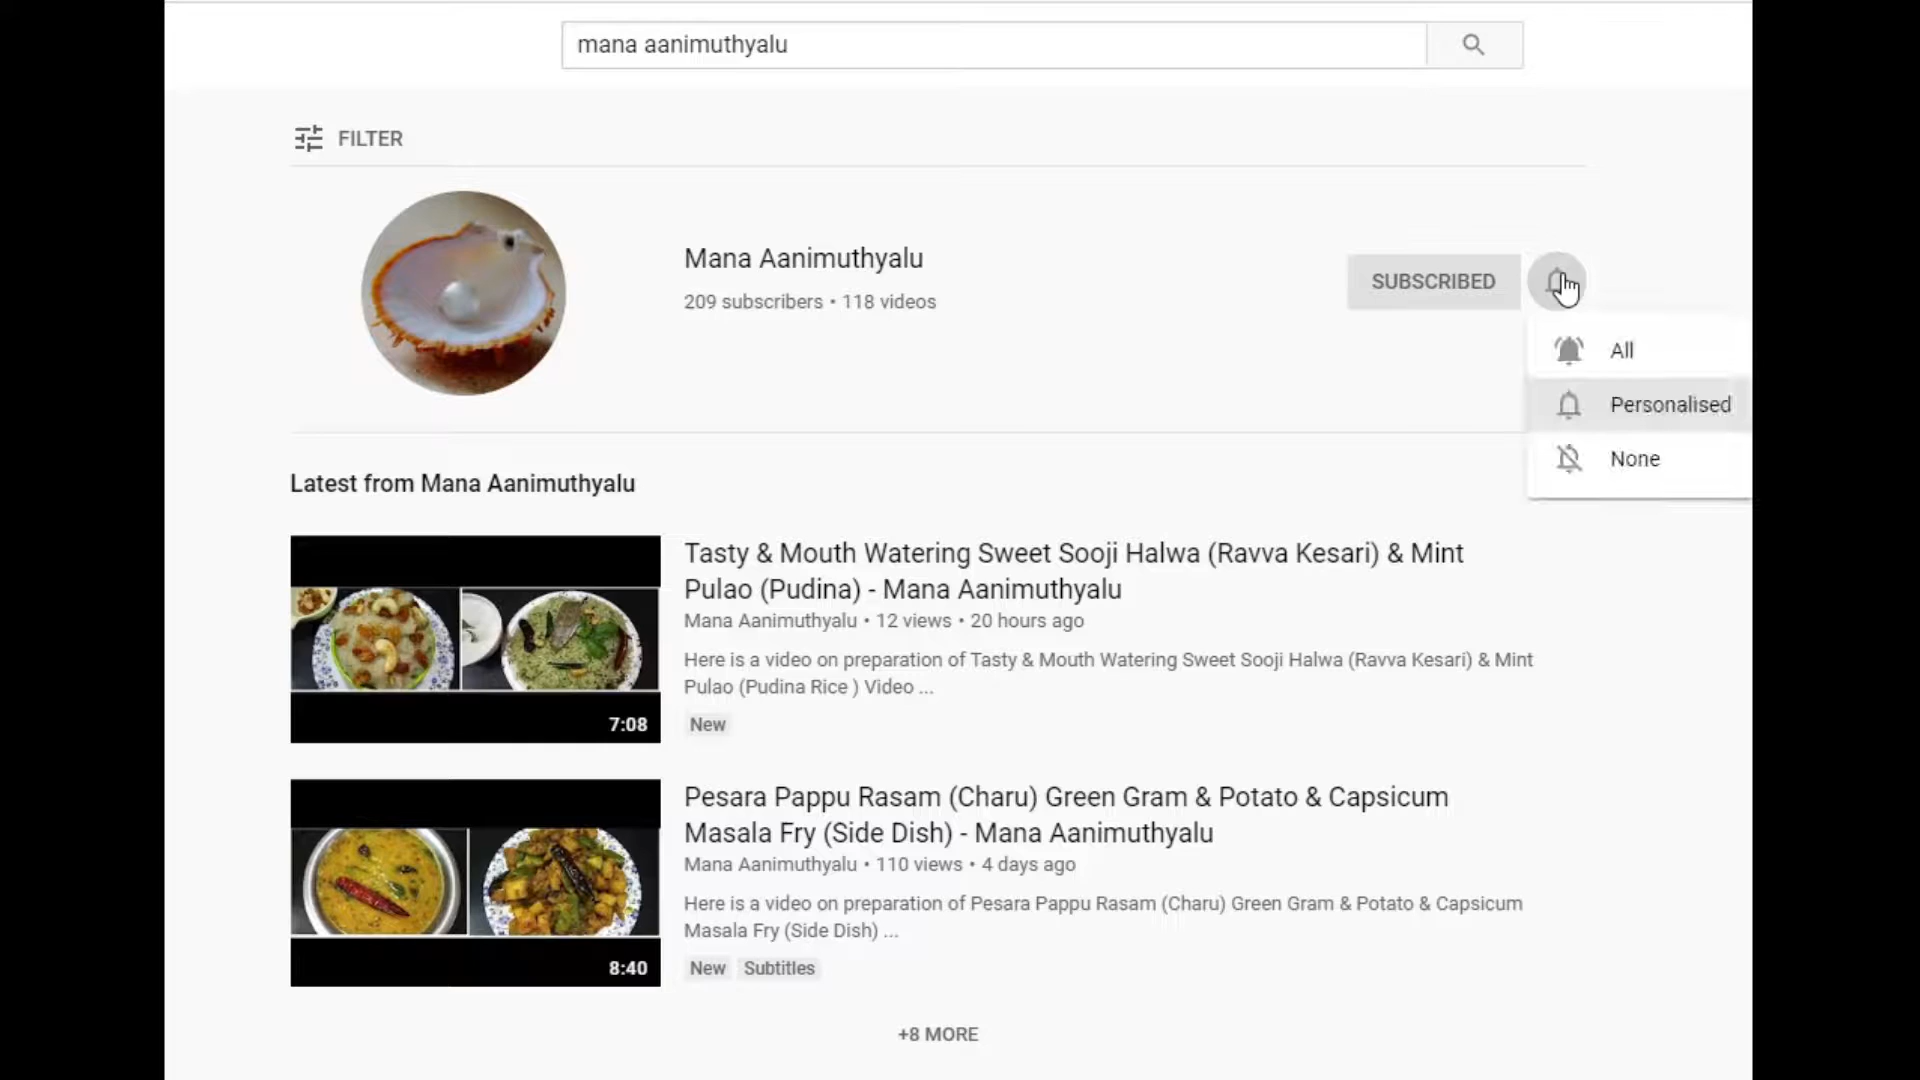 mana aanimuthyalu
FILTER
Mana Aanimuthyalu
209 subscribers • 118 videos
SUBSCRIBED
All
Personalised
None
Latest from Mana Aanimuthyalu
7:08
Tasty & Mouth Watering Sweet Sooji Halwa (Ravva Kesari) & Mint
Pulao (Pudina) - Mana Aanimuthyalu
Mana Aanimuthyalu • 12 views • 20 hours ago
Here is a video on preparation of Tasty & Mouth Watering Sweet Sooji Halwa (Ravva Kesari) & Mint
Pulao (Pudina Rice ) Video ...
New
8:40
Pesara Pappu Rasam (Charu) Green Gram & Potato & Capsicum
Masala Fry (Side Dish) - Mana Aanimuthyalu
Mana Aanimuthyalu • 110 views • 4 days ago
Here is a video on preparation of Pesara Pappu Rasam (Charu) Green Gram & Potato & Capsicum
Masala Fry (Side Dish) ...
New Subtitles
+8 MORE